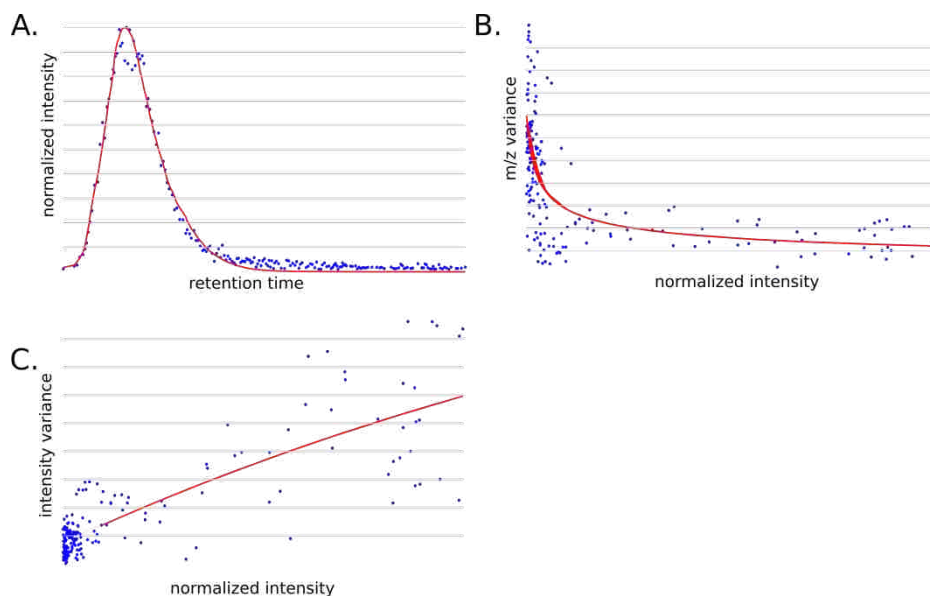 A.
normalized intensity
retention time
B.
m/z variance
normalized intensity
C.
intensity variance
normalized intensity